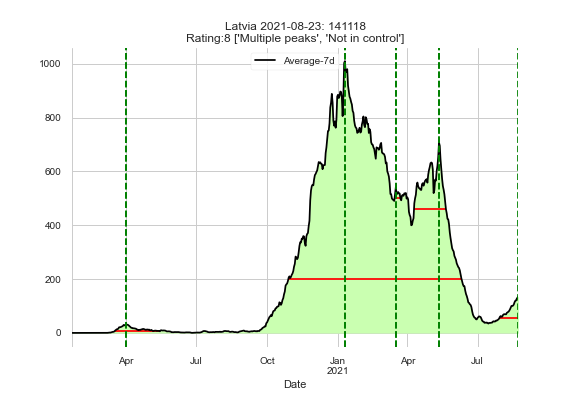 Latvia 2021-08-23: 141118
Rating:8 ['Multiple peaks', 'Not in control']
Average-7d
1000
800
600
400
200
0
Apr
Jul
Oct
Jan
2021
Apr
Jul
Date